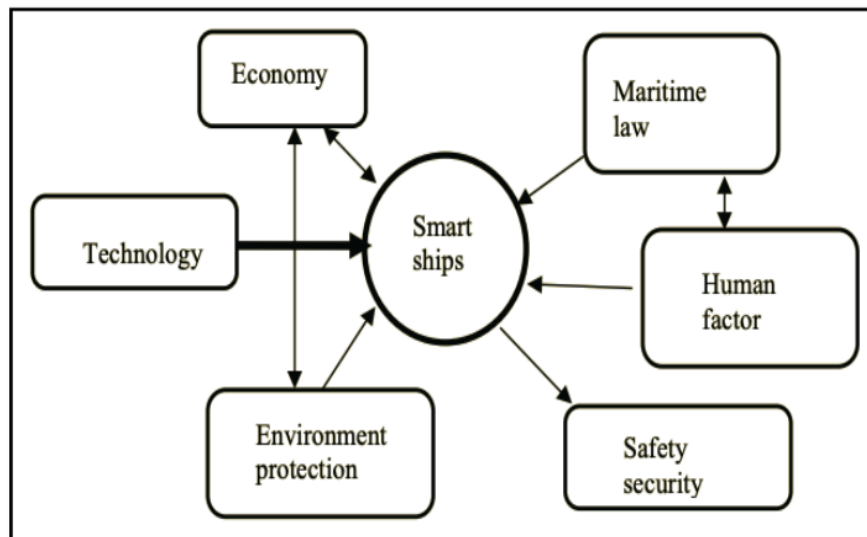 Economy
Maritime
law
Technology
Smart
ships
Human
factor
Environment
protection
Safety
security